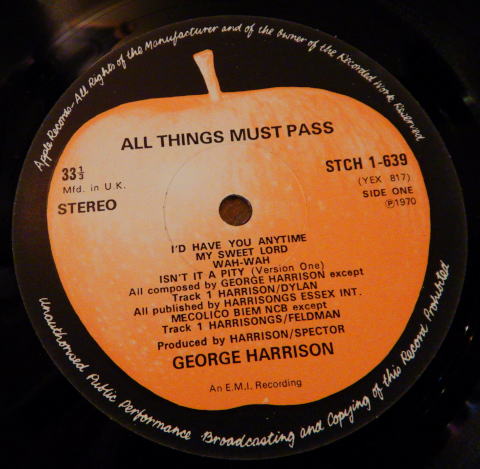 Apple Records · All Rights of the Manufacturer and of the Owner of the Recorded Work Reserved
ALL THINGS MUST PASS
33⅓
Mfd. in U.K.
STEREO
STCH 1-639
(YEX 817)
SIDE ONE
℗1970
I'D HAVE YOU ANYTIME
MY SWEET LORD
WAH-WAH
ISN'T IT A PITY (Version One)
All composed by GEORGE HARRISON except
Track 1 HARRISON/DYLAN
All published by HARRISONGS ESSEX INT.
MECOLICO BIEM NCB except
Track 1 HARRISONGS/FELDMAN
Produced by HARRISON/SPECTOR
GEORGE HARRISON
An E.M.I. Recording
Unauthorised Public Performance Broadcasting and Copying of this Record Prohibited